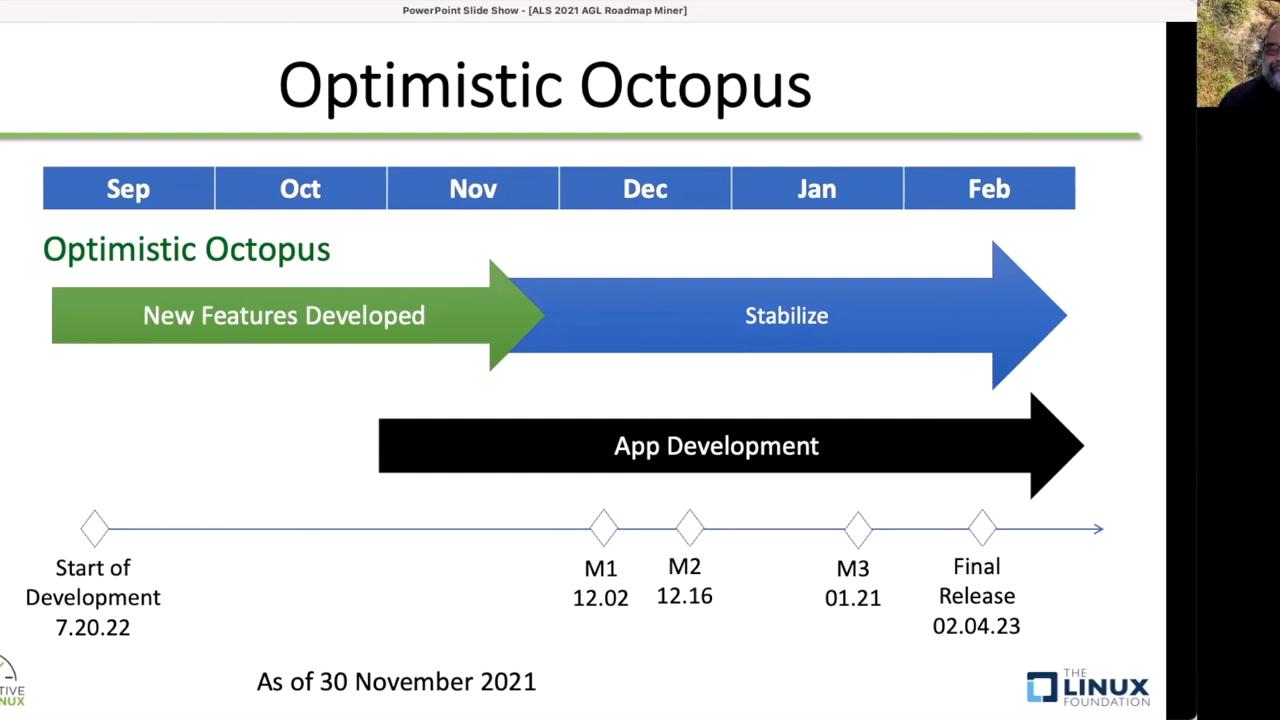 PowerPoint Slide Show - [ALS 2021 AGL Roadmap Miner]
Optimistic Octopus
Sep Oct Nov Dec Jan Feb
Optimistic Octopus
New Features Developed
Stabilize
App Development
Start of
Development
7.20.22
M1
12.02
M2
12.16
M3
01.21
Final
Release
02.04.23
As of 30 November 2021
TIVE
NUX
THE
LINUX
FOUNDATION